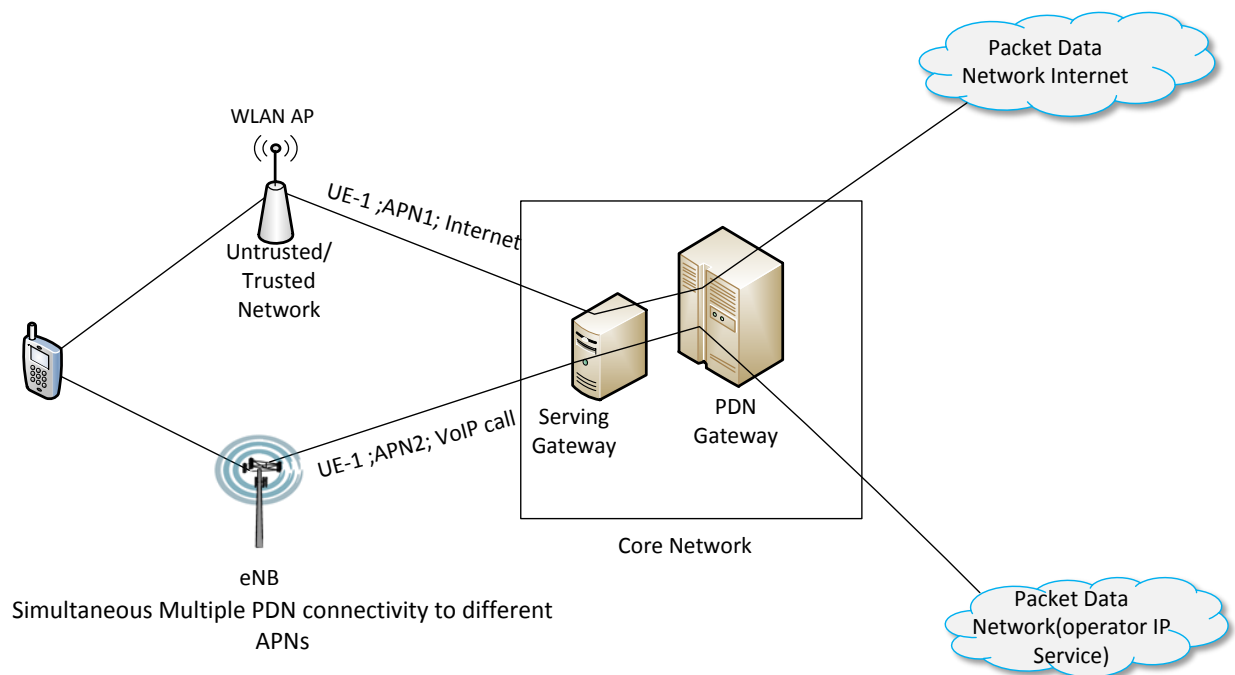 Packet Data
Network Internet
WLAN AP
UE-1 ;APN1; Internet
Untrusted/
Trusted
Network
Serving
Gateway
PDN
Gateway
UE-1 ;APN2; VoIP call
Core Network
eNB
Simultaneous Multiple PDN connectivity to different
APNs
Packet Data
Network(operator IP
Service)